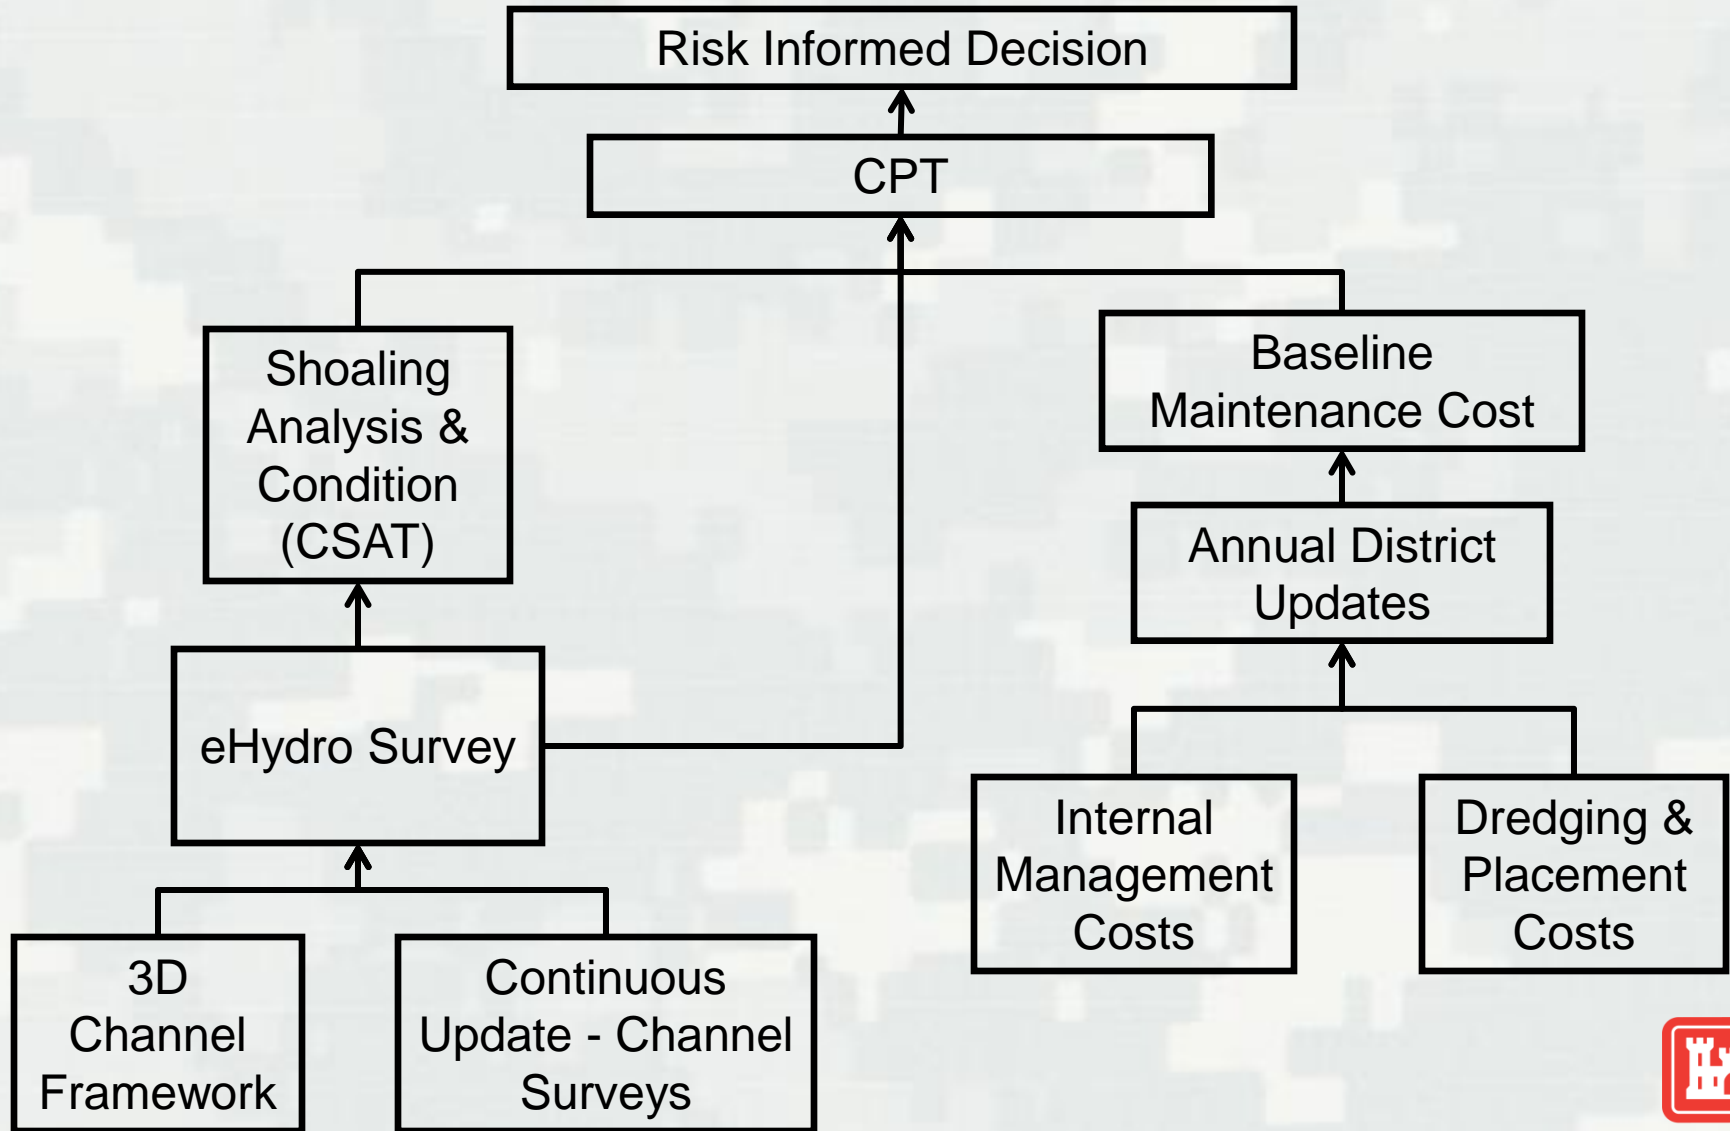 Risk Informed Decision
CPT
Shoaling
Analysis &
Condition
(CSAT)
Baseline
Maintenance Cost
Annual District
Updates
eHydro Survey
Internal
Management
Costs
Dredging &
Placement
Costs
3D
Channel
Framework
Continuous
Update - Channel
Surveys